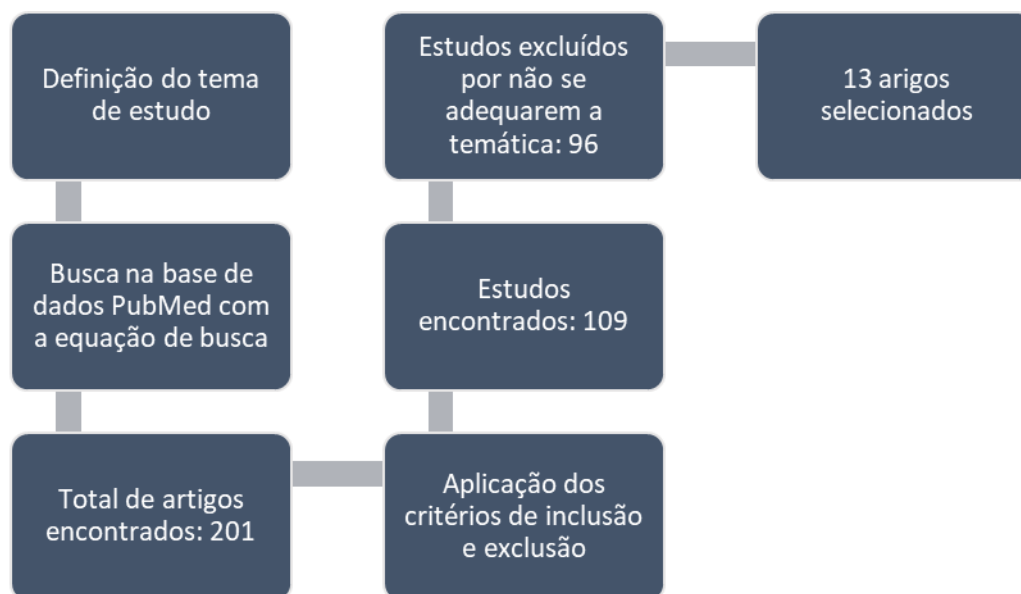 Definição do tema
de estudo
Busca na base de
dados PubMed com
a equação de busca
Total de artigos
encontrados: 201
Aplicação dos
critérios de inclusão
e exclusão
Estudos
encontrados: 109
Estudos excluídos
por não se
adequarem a
temática: 96
13 arigos
selecionados